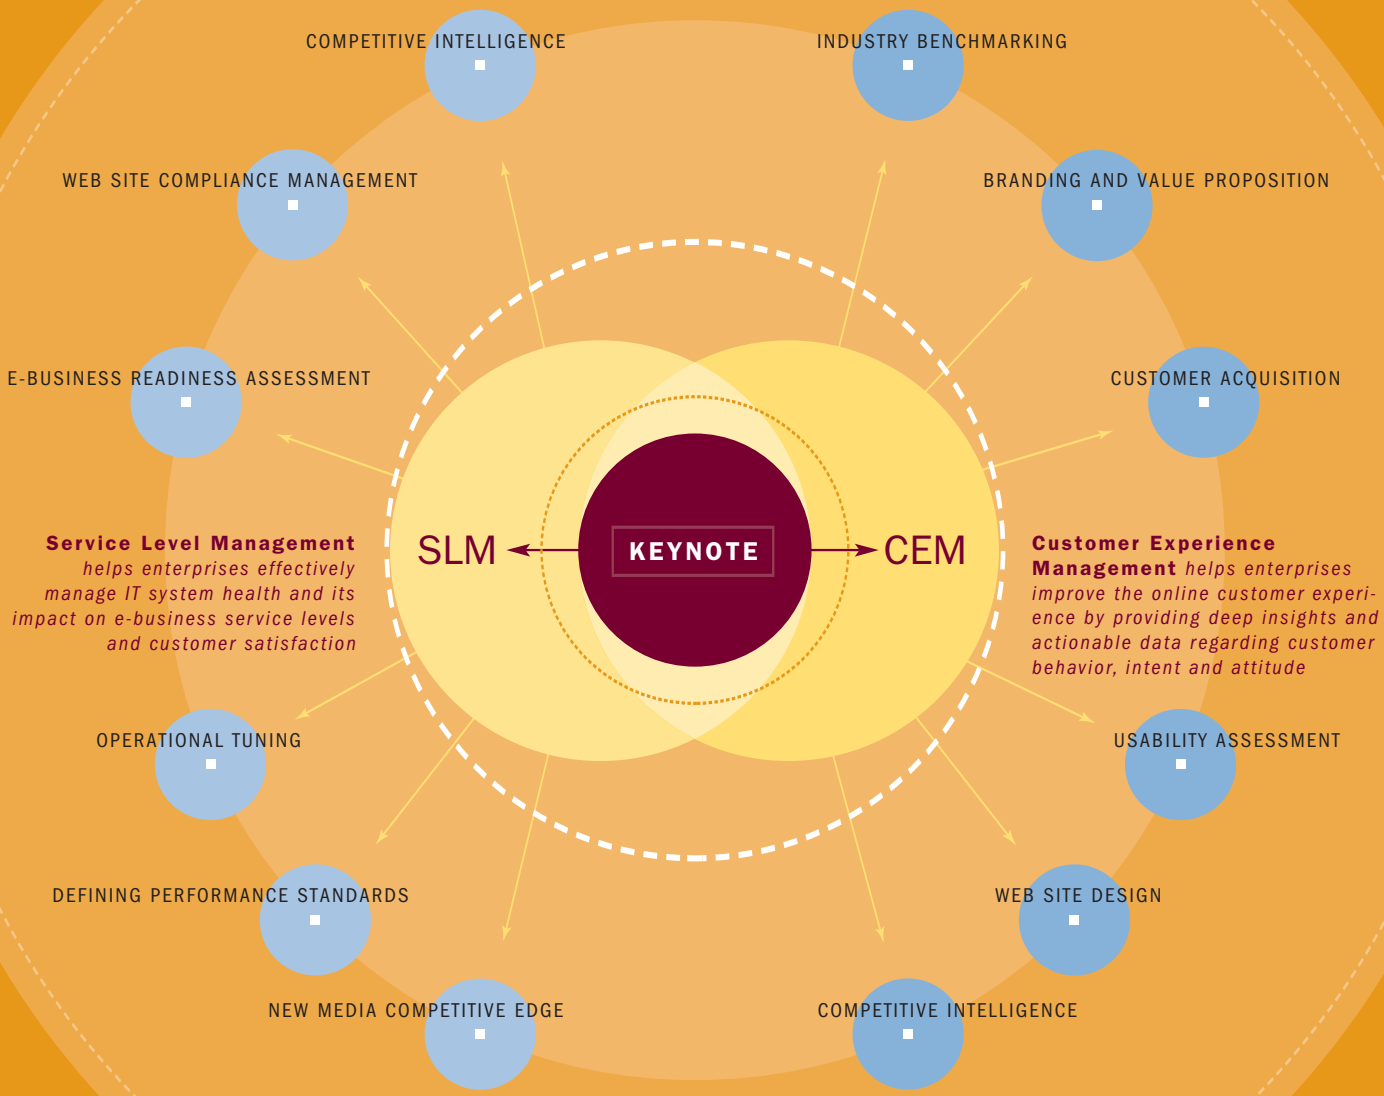 COMPETITIVE INTELLIGENCE
INDUSTRY BENCHMARKING
WEB SITE COMPLIANCE MANAGEMENT
BRANDING AND VALUE PROPOSITION
E-BUSINESS READINESS ASSESSMENT
CUSTOMER ACQUISITION
Service Level Management
helps enterprises effectively
manage IT system health and its
impact on e-business service levels
and customer satisfaction
SLM
KEYNOTE
CEM
Customer Experience
Management helps enterprises
improve the online customer experi-
ence by providing deep insights and
actionable data regarding customer
behavior, intent and attitude
OPERATIONAL TUNING
USABILITY ASSESSMENT
DEFINING PERFORMANCE STANDARDS
WEB SITE DESIGN
NEW MEDIA COMPETITIVE EDGE
COMPETITIVE INTELLIGENCE